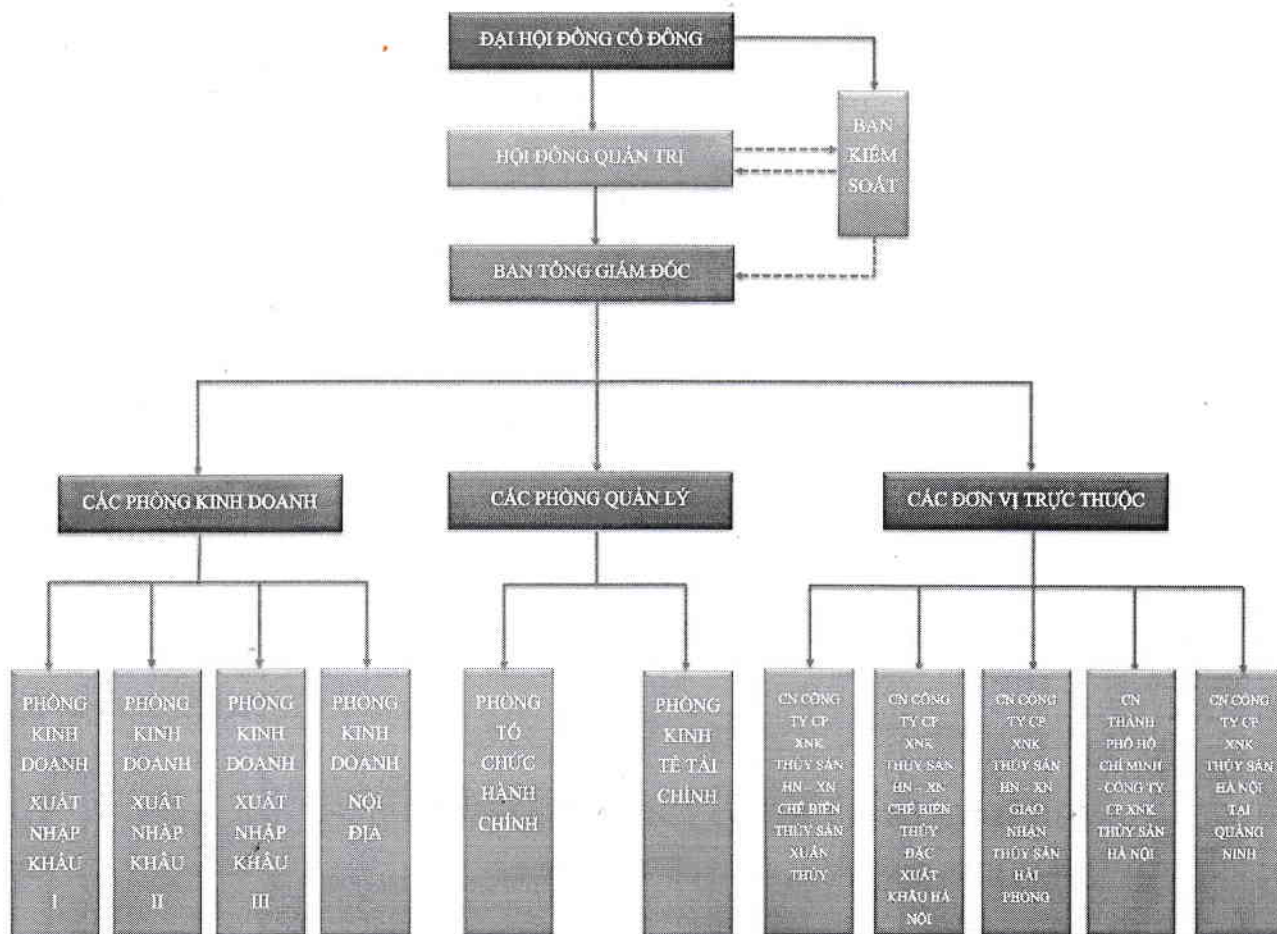 ĐẠI HỘI ĐỒNG CỔ ĐÔNG
BAN
KIỂM
SOÁT
HỘI ĐỒNG QUẢN TRỊ
BAN TỔNG GIÁM ĐỐC
CÁC PHÒNG KINH DOANH
CÁC PHÒNG QUẢN LÝ
CÁC ĐƠN VỊ TRỰC THUỘC
PHÒNG
KINH
DOANH
XUẤT
NHẬP
KHẨU
I
PHÒNG
KINH
DOANH
XUẤT
NHẬP
KHẨU
II
PHÒNG
KINH
DOANH
XUẤT
NHẬP
KHẨU
III
PHÒNG
KINH
DOANH
NỘI
ĐỊA
PHÒNG
TỔ
CHỨC
HÀNH
CHÍNH
PHÒNG
KINH
TẾ TÀI
CHÍNH
CN CÔNG
TY CP
XNK
THỦY SẢN
HN – XN
CHẾ BIẾN
THỦY SẢN
XUÂN
THỦY
CN CÔNG
TY CP
XNK
THỦY SẢN
HN – XN
CHẾ BIẾN
THỦY
ĐẶC
XUẤT
KHẨU HÀ
NỘI
CN CÔNG
TY CP
XNK
THỦY SẢN
HN – XN
GIAO
NHẬN
THỦY SẢN
HẢI
PHÒNG
CN
THÀNH
PHỐ HỒ
CHÍ MINH
- CÔNG TY
CP XNK
THỦY SẢN
HÀ NỘI
CN CÔNG
TY CP
XNK
THỦY SẢN
HÀ NỘI
TẠI
QUẢNG
NINH